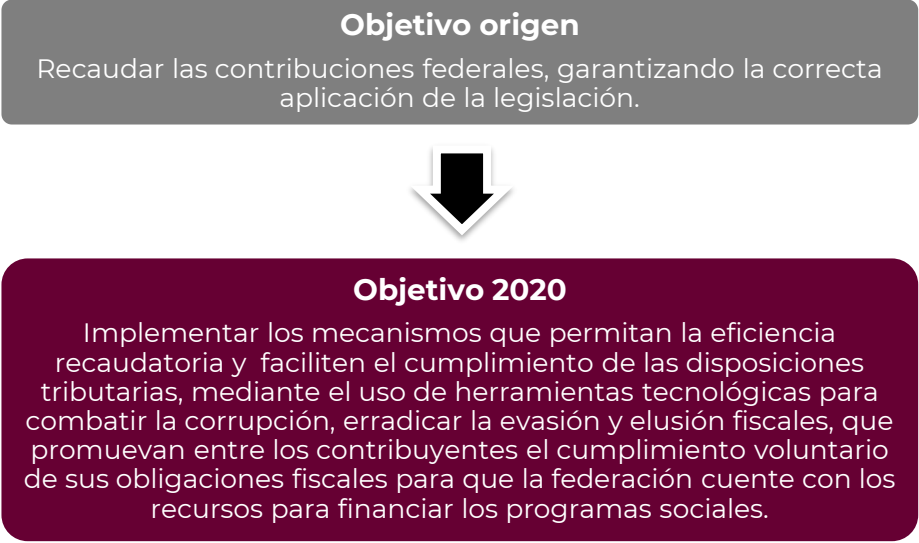 Objetivo origen
Recaudar las contribuciones federales, garantizando la correcta
aplicación de la legislación.
Objetivo 2020
Implementar los mecanismos que permitan la eficiencia
recaudatoria y  faciliten el cumplimiento de las disposiciones
tributarias, mediante el uso de herramientas tecnológicas para
combatir la corrupción, erradicar la evasión y elusión fiscales, que
promuevan entre los contribuyentes el cumplimiento voluntario
de sus obligaciones fiscales para que la federación cuente con los
recursos para financiar los programas sociales.